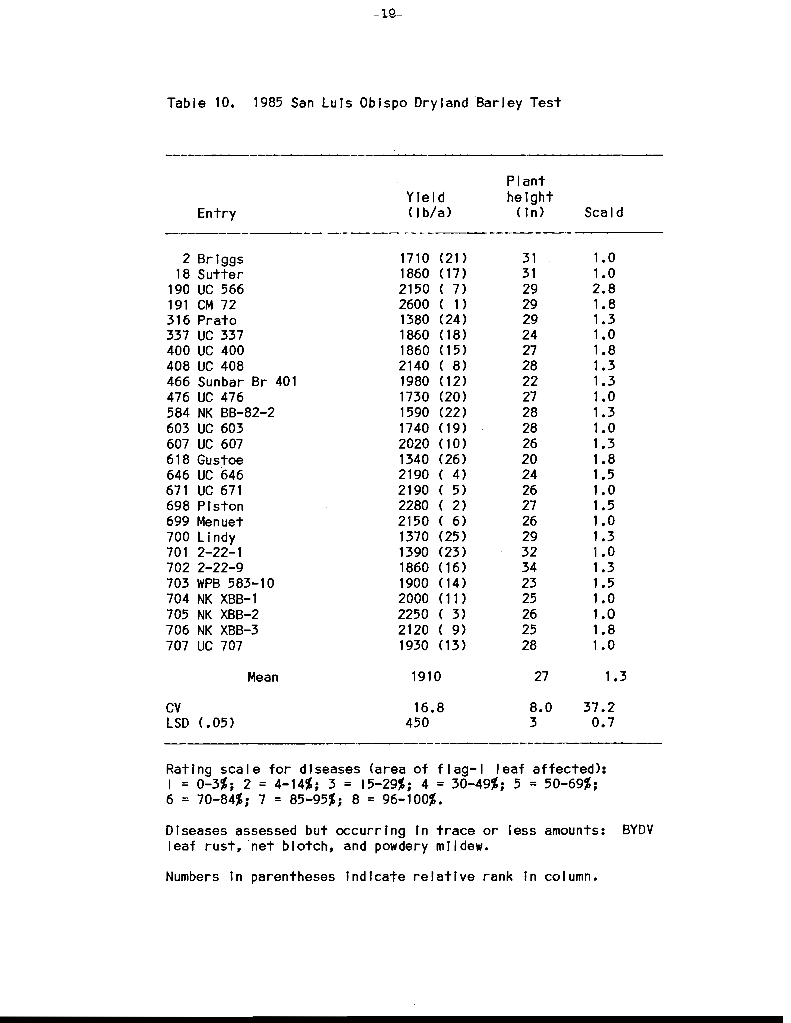 -19-
Table 10. 1985 San Luis Obispo Dryland Barley Test
Plant
Yield height
Entry (lb/a) (in) Scald
2 Briggs 1710 (21) 31 1.0
18 Sutter 1860 (17) 31 1.0
190 UC 566 2150 ( 7) 29 2.8
191 CM 72 2600 ( 1) 29 1.8
316 Prato 1380 (24) 29 1.3
337 UC 337 1860 (18) 24 1.0
400 UC 400 1860 (15) 27 1.8
408 UC 408 2140 ( 8) 28 1.3
466 Sunbar Br 401 1980 (12) 22 1.3
476 UC 476 1730 (20) 27 1.0
584 NK BB-82-2 1590 (22) 28 1.3
603 UC 603 1740 (19) 28 1.0
607 UC 607 2020 (10) 26 1.3
618 Gustoe 1340 (26) 20 1.8
646 UC 646 2190 ( 4) 24 1.5
671 UC 671 2190 ( 5) 26 1.0
698 Piston 2280 ( 2) 27 1.5
699 Menuet 2150 ( 6) 26 1.0
700 Lindy 1370 (25) 29 1.3
701 2-22-1 1390 (23) 32 1.0
702 2-22-9 1860 (16) 34 1.3
703 WPB 583-10 1900 (14) 23 1.5
704 NK XBB-1 2000 (11) 25 1.0
705 NK XBB-2 2250 ( 3) 26 1.0
706 NK XBB-3 2120 ( 9) 25 1.8
707 UC 707 1930 (13) 28 1.0
Mean 1910 27 1.3
CV 16.8 8.0 37.2
LSD (.05) 450 3 0.7
Rating scale for diseases (area of flag-l leaf affected):
1 = 0-3%; 2 = 4-14%; 3 = 15-29%; 4 = 30-49%; 5 = 50-69%;
6 = 70-84%; 7 = 85-95%; 8 = 96-100%.
Diseases assessed but occurring in trace or less amounts: BYDV
leaf rust, net blotch, and powdery mildew.
Numbers in parentheses indicate relative rank in column.